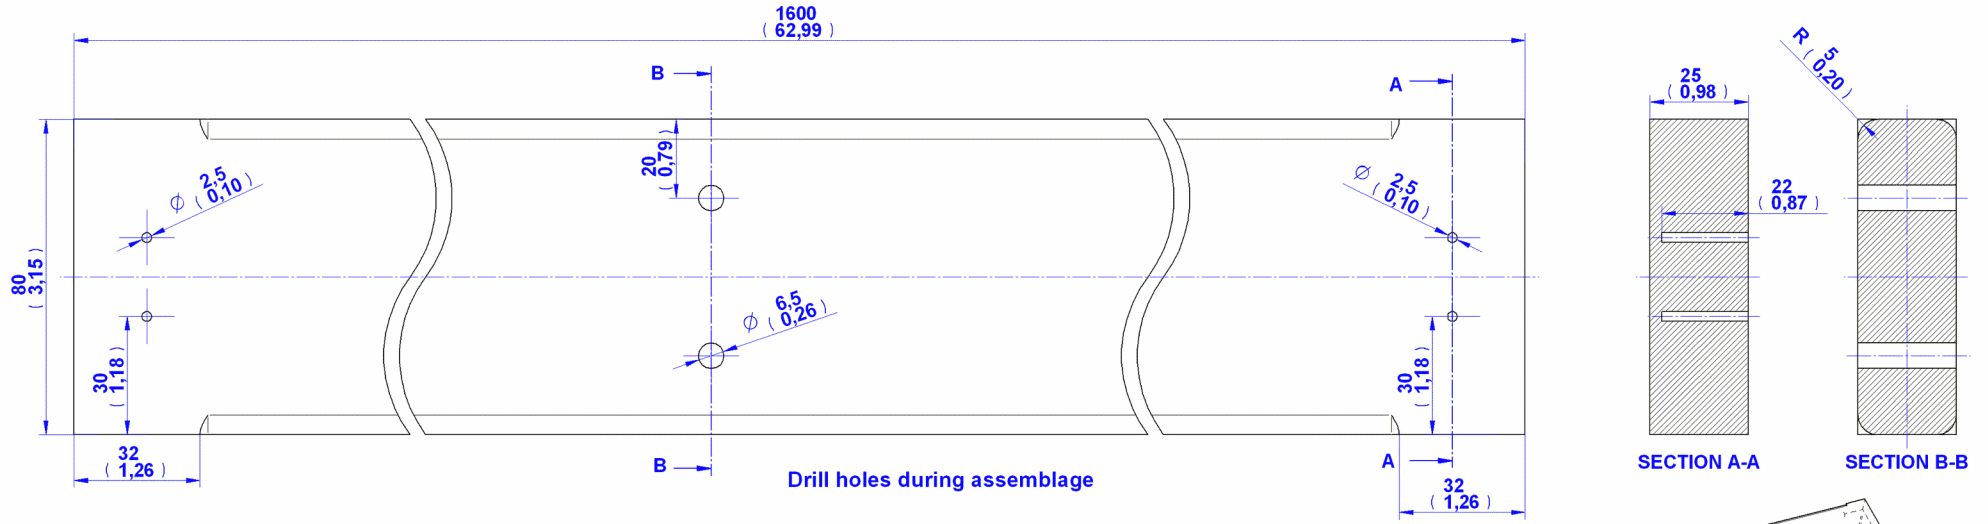 1600
( 62,99 )
B
A
R 5
( 0,20 )
25
( 0,98 )
20
( 0,79 )
Ø 2,5
( 0,10 )
Ø 2,5
( 0,10 )
22
( 0,87 )
80
( 3,15 )
Ø 6,5
( 0,26 )
30
( 1,18 )
30
( 1,18 )
32
( 1,26 )
B
A
Drill holes during assemblage
32
( 1,26 )
SECTION A-A
SECTION B-B